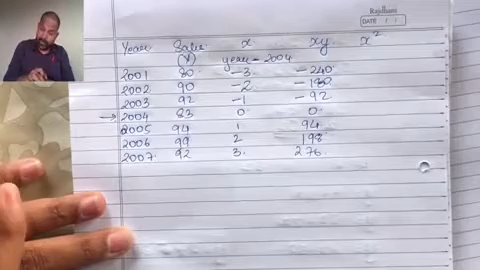 Rajdhani
DATE / /
Year Sales x xy x²
(Y) year - 2004
2001 80 -3 -240
2002 90 -2 -180
2003 92 -1 -92
→ 2004 83 0 0
2005 94 1 94
2006 99 2 198
2007 92 3 276